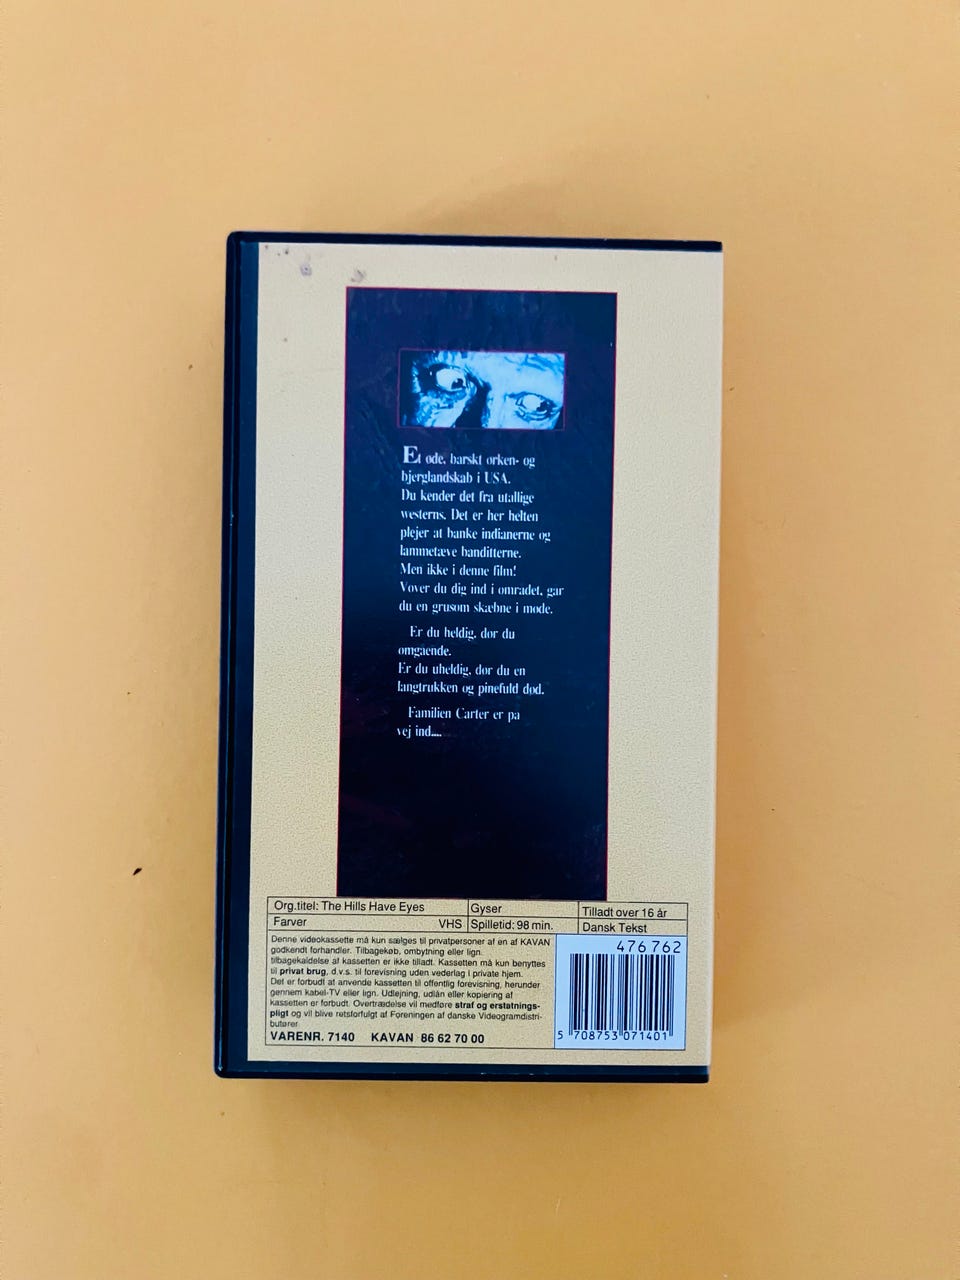 Et øde, barskt ørken- og
bjerglandskab i USA.
Du kender det fra utallige
westerns. Det er her helten
plejer at banke indianerne og
lammetæve banditterne.
Men ikke i denne film!
Vover du dig ind i området, går
du en grusom skæbne i møde.
Er du heldig, dør du
omgående.
Er du uheldig, dør du en
langtrukken og pinefuld død.
Familien Carter er på
vej ind....
Org.titel: The Hills Have Eyes
Gyser
Tilladt over 16 år
Farver VHS
Spilletid: 98 min.
Dansk Tekst
Denne videokassette må kun sælges til privatpersoner af en af KAVAN
godkendt forhandler. Tilbagekøb, ombytning eller lign.
tilbagekaldelse af kassetten er ikke tilladt. Kassetten må kun benyttes
til privat brug, d.v.s. til forevisning uden vederlag i private hjem.
Det er forbudt at anvende kassetten til offentlig forevisning, herunder
gennem kabel-TV eller lign. Udlejning, udlån eller kopiering af
kassetten er forbudt. Overtrædelse vil medføre straf og erstatnings-
pligt og vil blive retsforfulgt af Foreningen af danske Videogramdistri-
butører
VARENR. 7140 KAVAN 86 62 70 00
476762
5 708753 071401